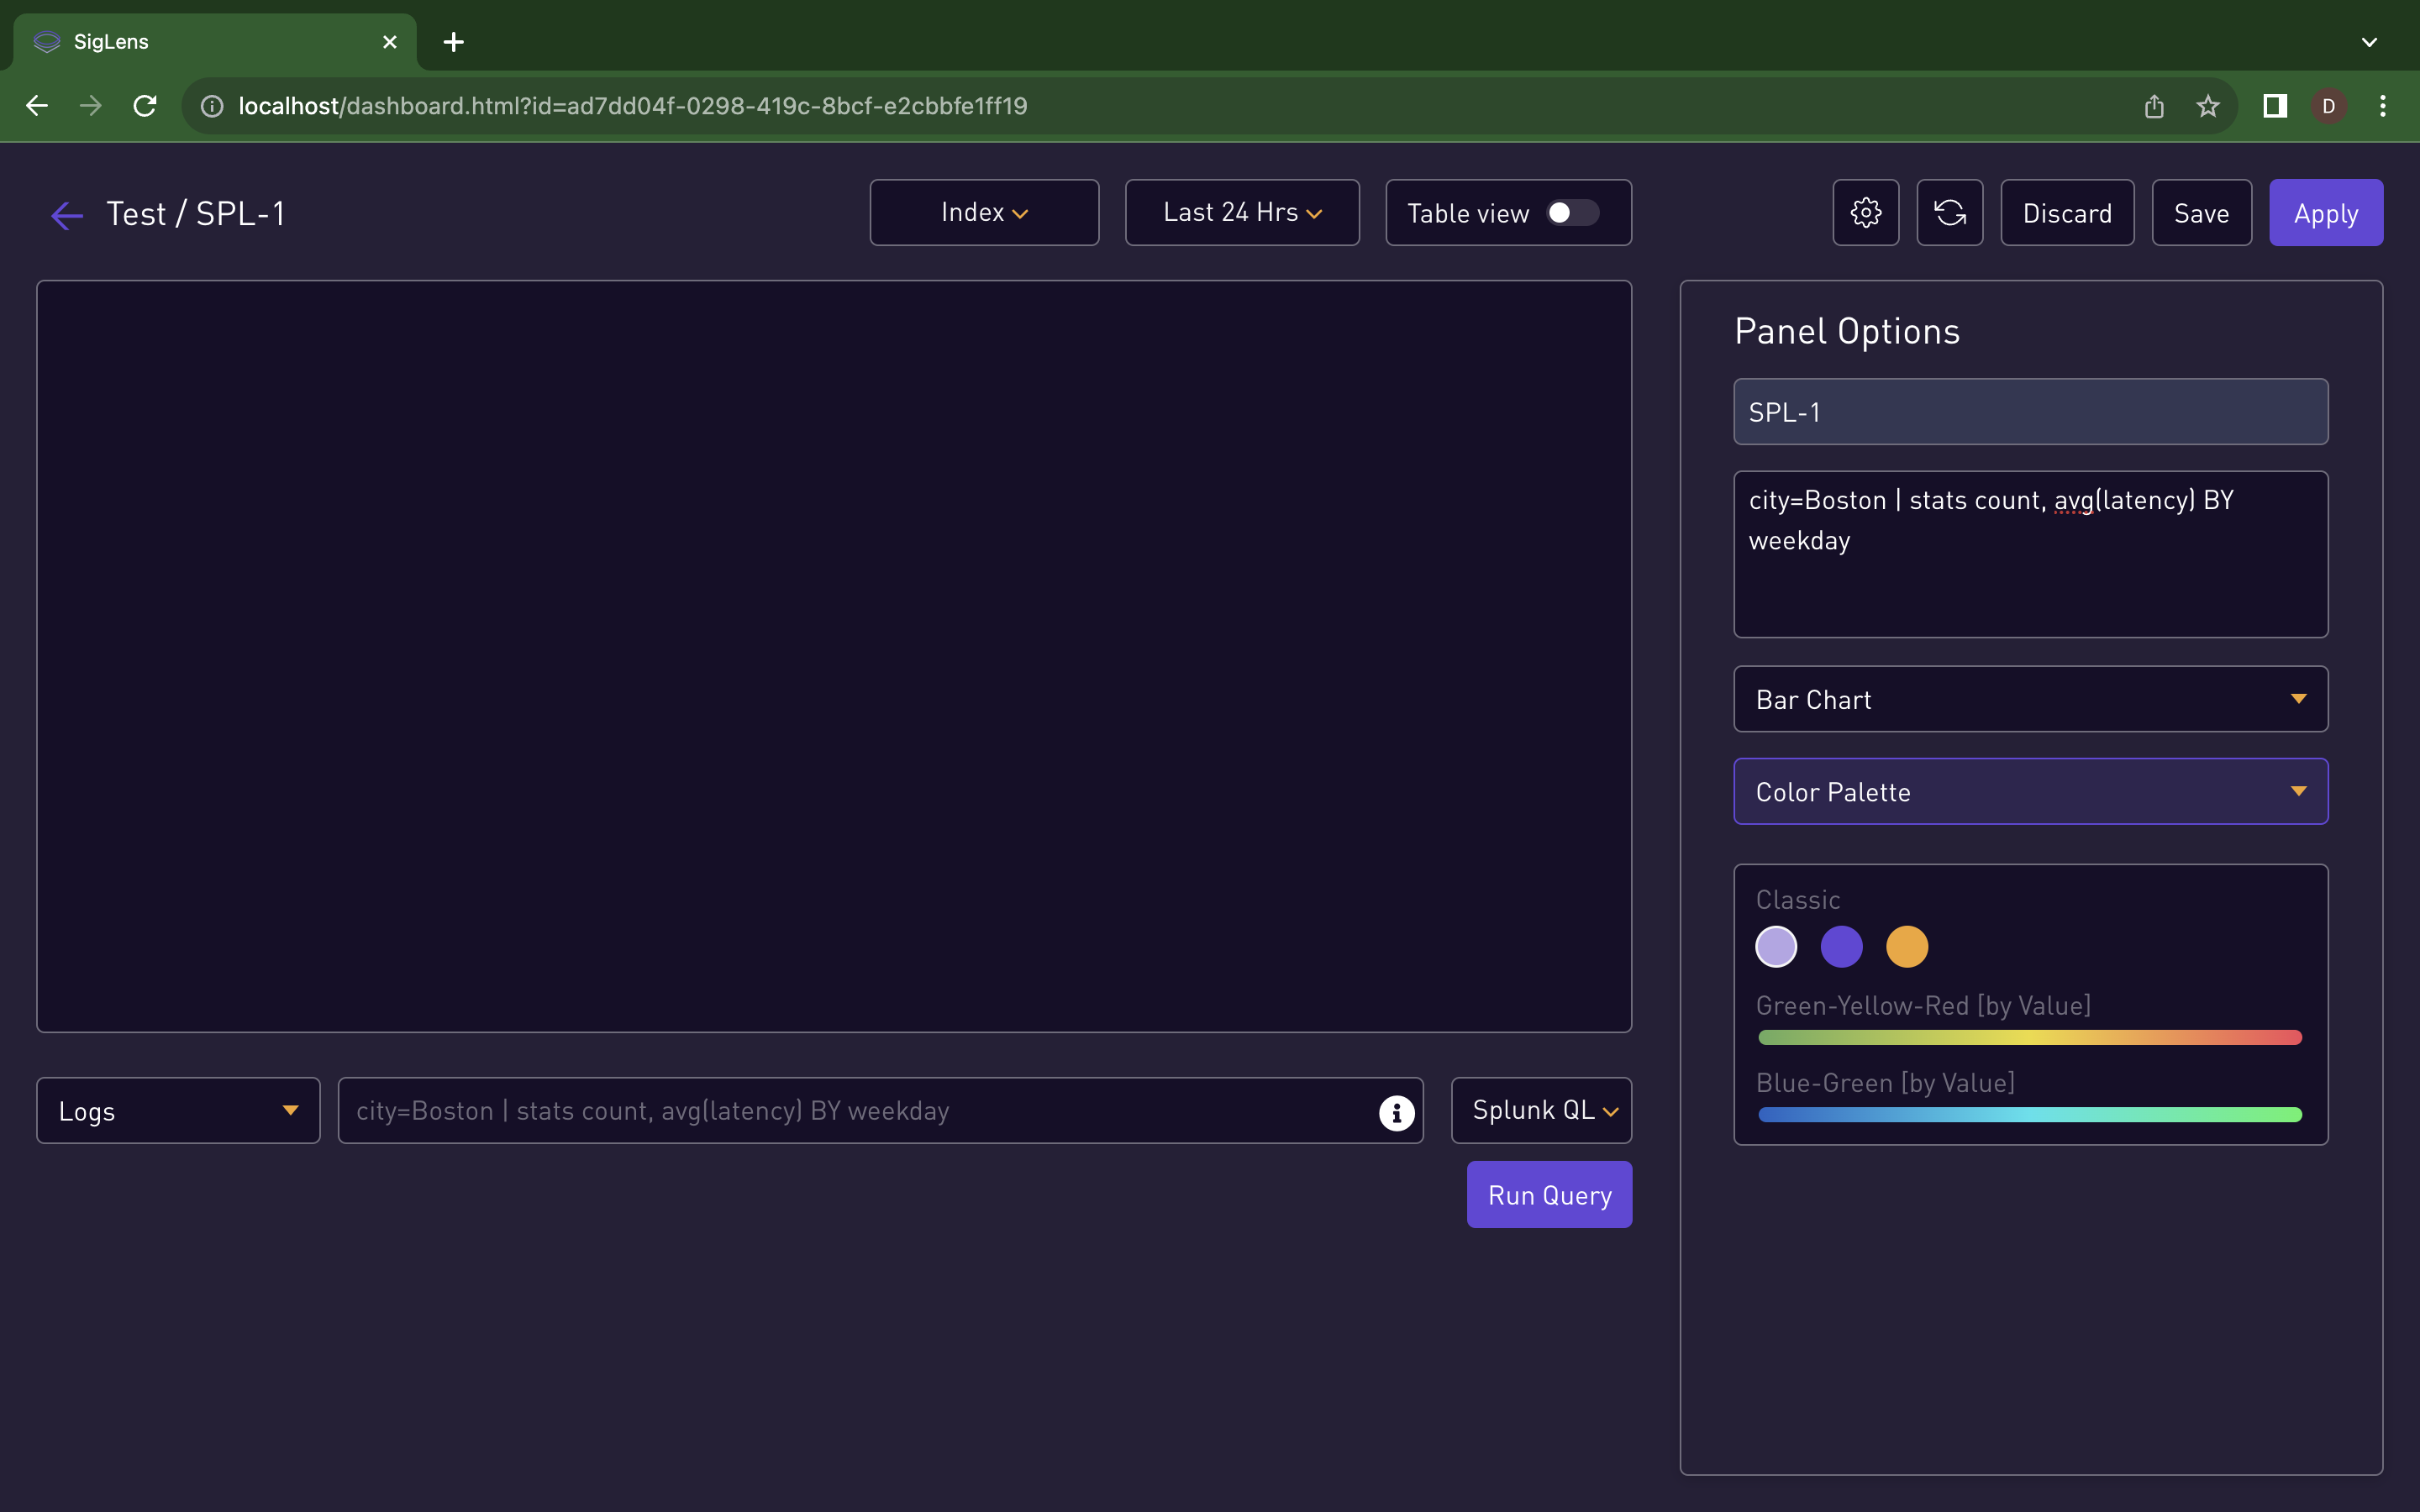 SigLens
localhost/dashboard.html?id=ad7dd04f-0298-419c-8bcf-e2cbbfe1ff19
D
Test / SPL-1
Index
Last 24 Hrs
Table view
Discard
Save
Apply
Panel Options
SPL-1
city=Boston | stats count, avg(latency) BY
weekday
Bar Chart
Color Palette
Classic
Green-Yellow-Red [by Value]
Blue-Green [by Value]
Logs
city=Boston | stats count, avg(latency) BY weekday
Splunk QL
Run Query